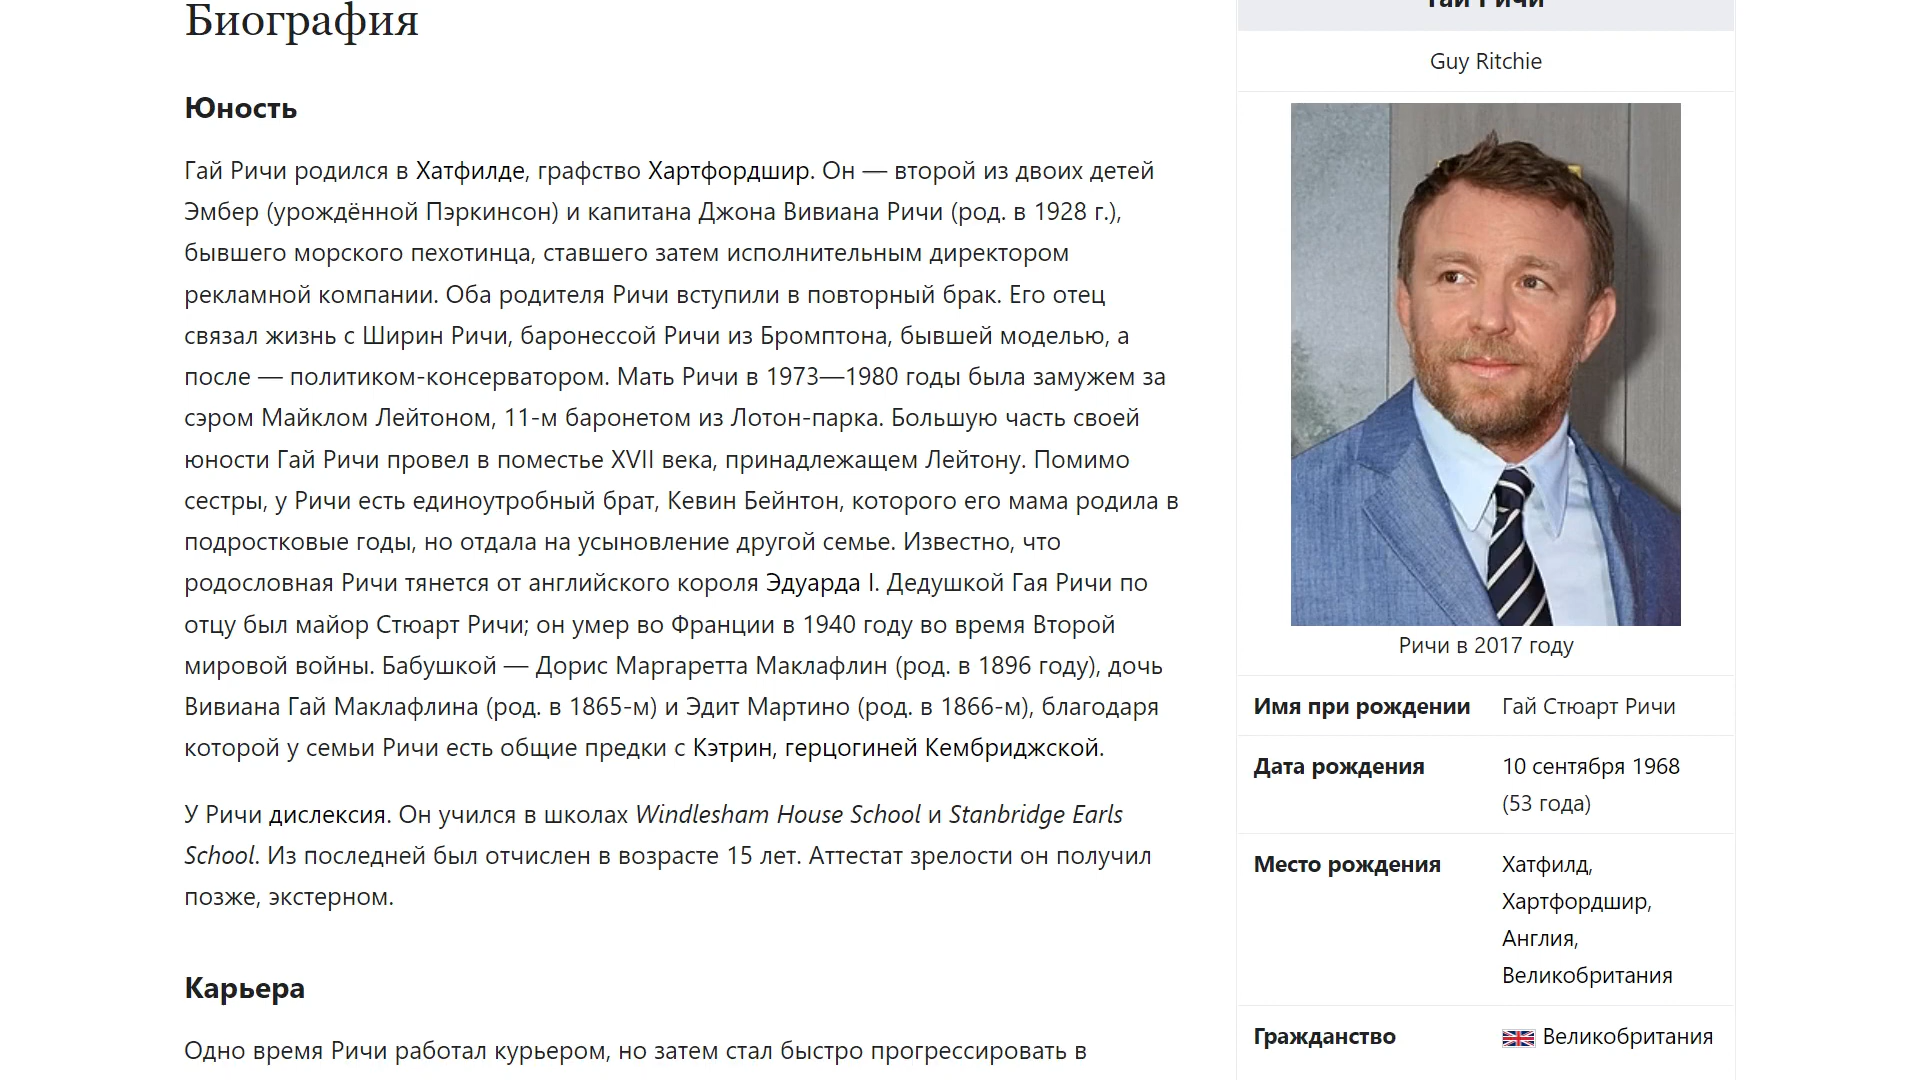 Биография
Юность
Гай Ричи родился в Хатфилде, графство Хартфордшир. Он — второй из двоих детей
Эмбер (урождённой Пэркинсон) и капитана Джона Вивиана Ричи (род. в 1928 г.),
бывшего морского пехотинца, ставшего затем исполнительным директором
рекламной компании. Оба родителя Ричи вступили в повторный брак. Его отец
связал жизнь с Ширин Ричи, баронессой Ричи из Бромптона, бывшей моделью, а
после — политиком-консерватором. Мать Ричи в 1973—1980 годы была замужем за
сэром Майклом Лейтоном, 11-м баронетом из Лотон-парка. Большую часть своей
юности Гай Ричи провел в поместье XVII века, принадлежащем Лейтону. Помимо
сестры, у Ричи есть единоутробный брат, Кевин Бейнтон, которого его мама родила в
подростковые годы, но отдала на усыновление другой семье. Известно, что
родословная Ричи тянется от английского короля Эдуарда I. Дедушкой Гая Ричи по
отцу был майор Стюарт Ричи; он умер во Франции в 1940 году во время Второй
мировой войны. Бабушкой — Дорис Маргаретта Маклафлин (род. в 1896 году), дочь
Вивиана Гай Маклафлина (род. в 1865-м) и Эдит Мартино (род. в 1866-м), благодаря
которой у семьи Ричи есть общие предки с Кэтрин, герцогиней Кембриджской.
У Ричи дислексия. Он учился в школах Windlesham House School и Stanbridge Earls
School. Из последней был отчислен в возрасте 15 лет. Аттестат зрелости он получил
позже, экстерном.
Карьера
Одно время Ричи работал курьером, но затем стал быстро прогрессировать в
Гай Ричи
Guy Ritchie
Ричи в 2017 году
Имя при рождении Гай Стюарт Ричи
Дата рождения 10 сентября 1968
(53 года)
Место рождения Хатфилд,
Хартфордшир,
Англия,
Великобритания
Гражданство Великобритания